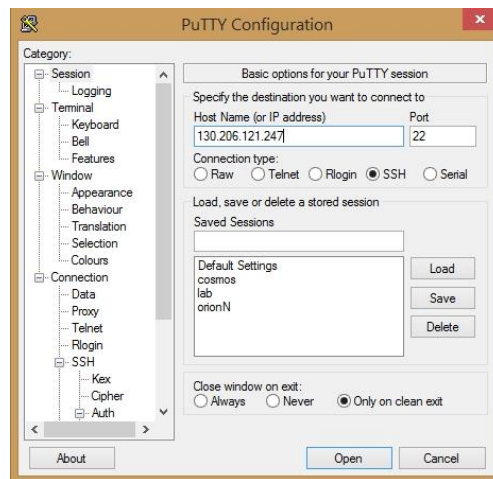 PuTTY Configuration
x
Category:
Session
Logging
Terminal
Keyboard
Bell
Features
Window
Appearance
Behaviour
Translation
Selection
Colours
Connection
Data
Proxy
Telnet
Rlogin
SSH
Kex
Cipher
Auth
Basic options for your PuTTY session
Specify the destination you want to connect to
Host Name (or IP address) Port
130.206.121.247 22
Connection type:
Raw Telnet Rlogin SSH Serial
Load, save or delete a stored session
Saved Sessions
Default Settings
cosmos
lab
orionN
Load
Save
Delete
Close window on exit:
Always Never Only on clean exit
About Open Cancel